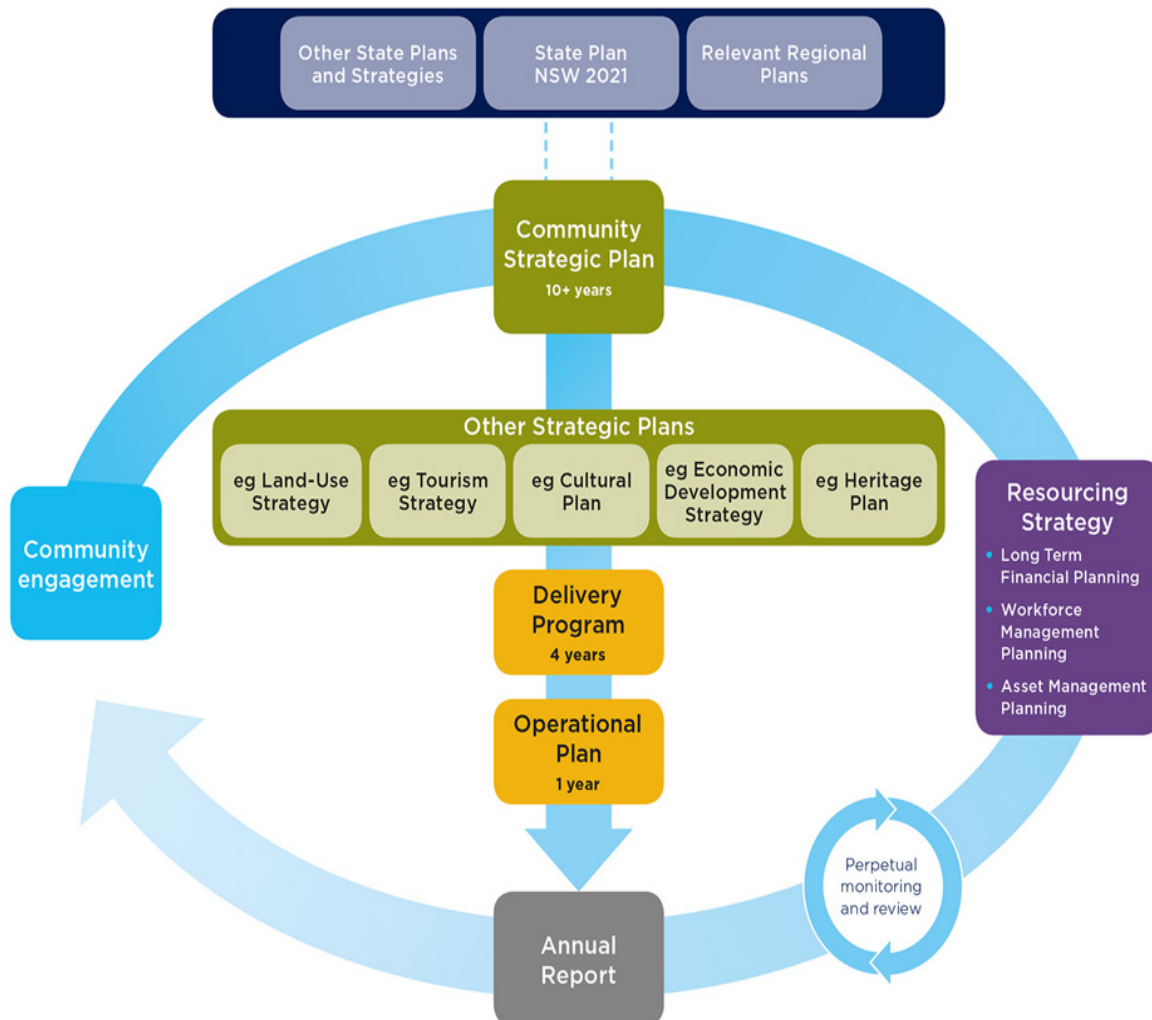 Other State Plans
and Strategies
State Plan
NSW 2021
Relevant Regional
Plans
Community
Strategic Plan
10+ years
Other Strategic Plans
eg Land-Use
Strategy
eg Tourism
Strategy
eg Cultural
Plan
eg Economic
Development
Strategy
eg Heritage
Plan
Community
engagement
Resourcing
Strategy
• Long Term
Financial Planning
• Workforce
Management
Planning
• Asset Management
Planning
Delivery
Program
4 years
Operational
Plan
1 year
Perpetual
monitoring
and review
Annual
Report